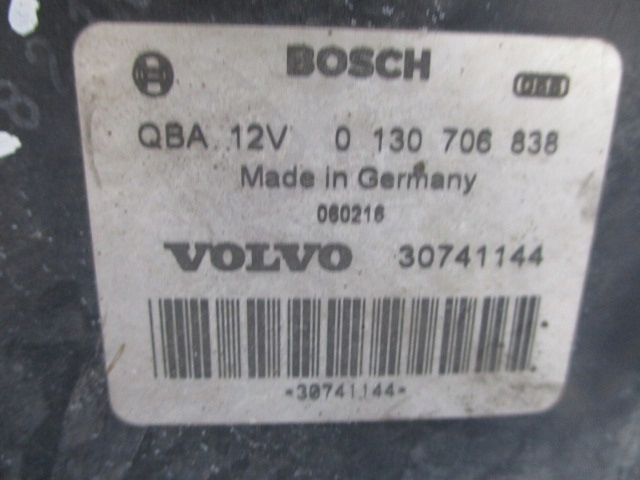 BOSCH
QBA 12V 0 130 706 838
Made in Germany
060216
VOLVO 30741144
*30741144*